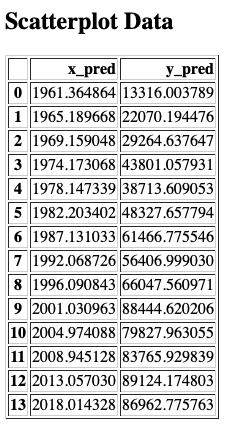 Scatterplot Data
x_pred y_pred
0 1961.364864 13316.003789
1 1965.189668 22070.194476
2 1969.159048 29264.637647
3 1974.173068 43801.057931
4 1978.147339 38713.609053
5 1982.203402 48327.657794
6 1987.131033 61466.775546
7 1992.068726 56406.999030
8 1996.090843 66047.560971
9 2001.030963 88444.620206
10 2004.974088 79827.963055
11 2008.945128 83765.929839
12 2013.057030 89124.174803
13 2018.014328 86962.775763